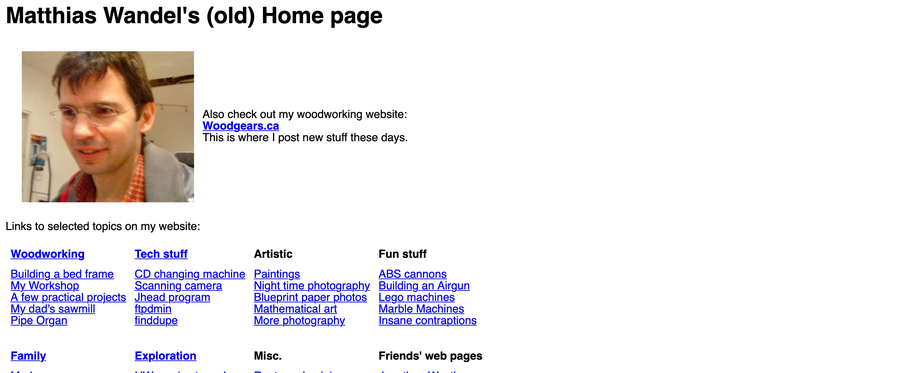 Matthias Wandel's (old) Home page
Also check out my woodworking website:
Woodgears.ca
This is where I post new stuff these days.
Links to selected topics on my website:
Woodworking Tech stuff Artistic Fun stuff
Building a bed frame CD changing machine Paintings ABS cannons
My Workshop Scanning camera Night time photography Building an Airgun
A few practical projects Jhead program Blueprint paper photos Lego machines
My dad's sawmill ftpdmin Mathematical art Marble Machines
Pipe Organ finddupe More photography Insane contraptions
Family Exploration Misc. Friends' web pages